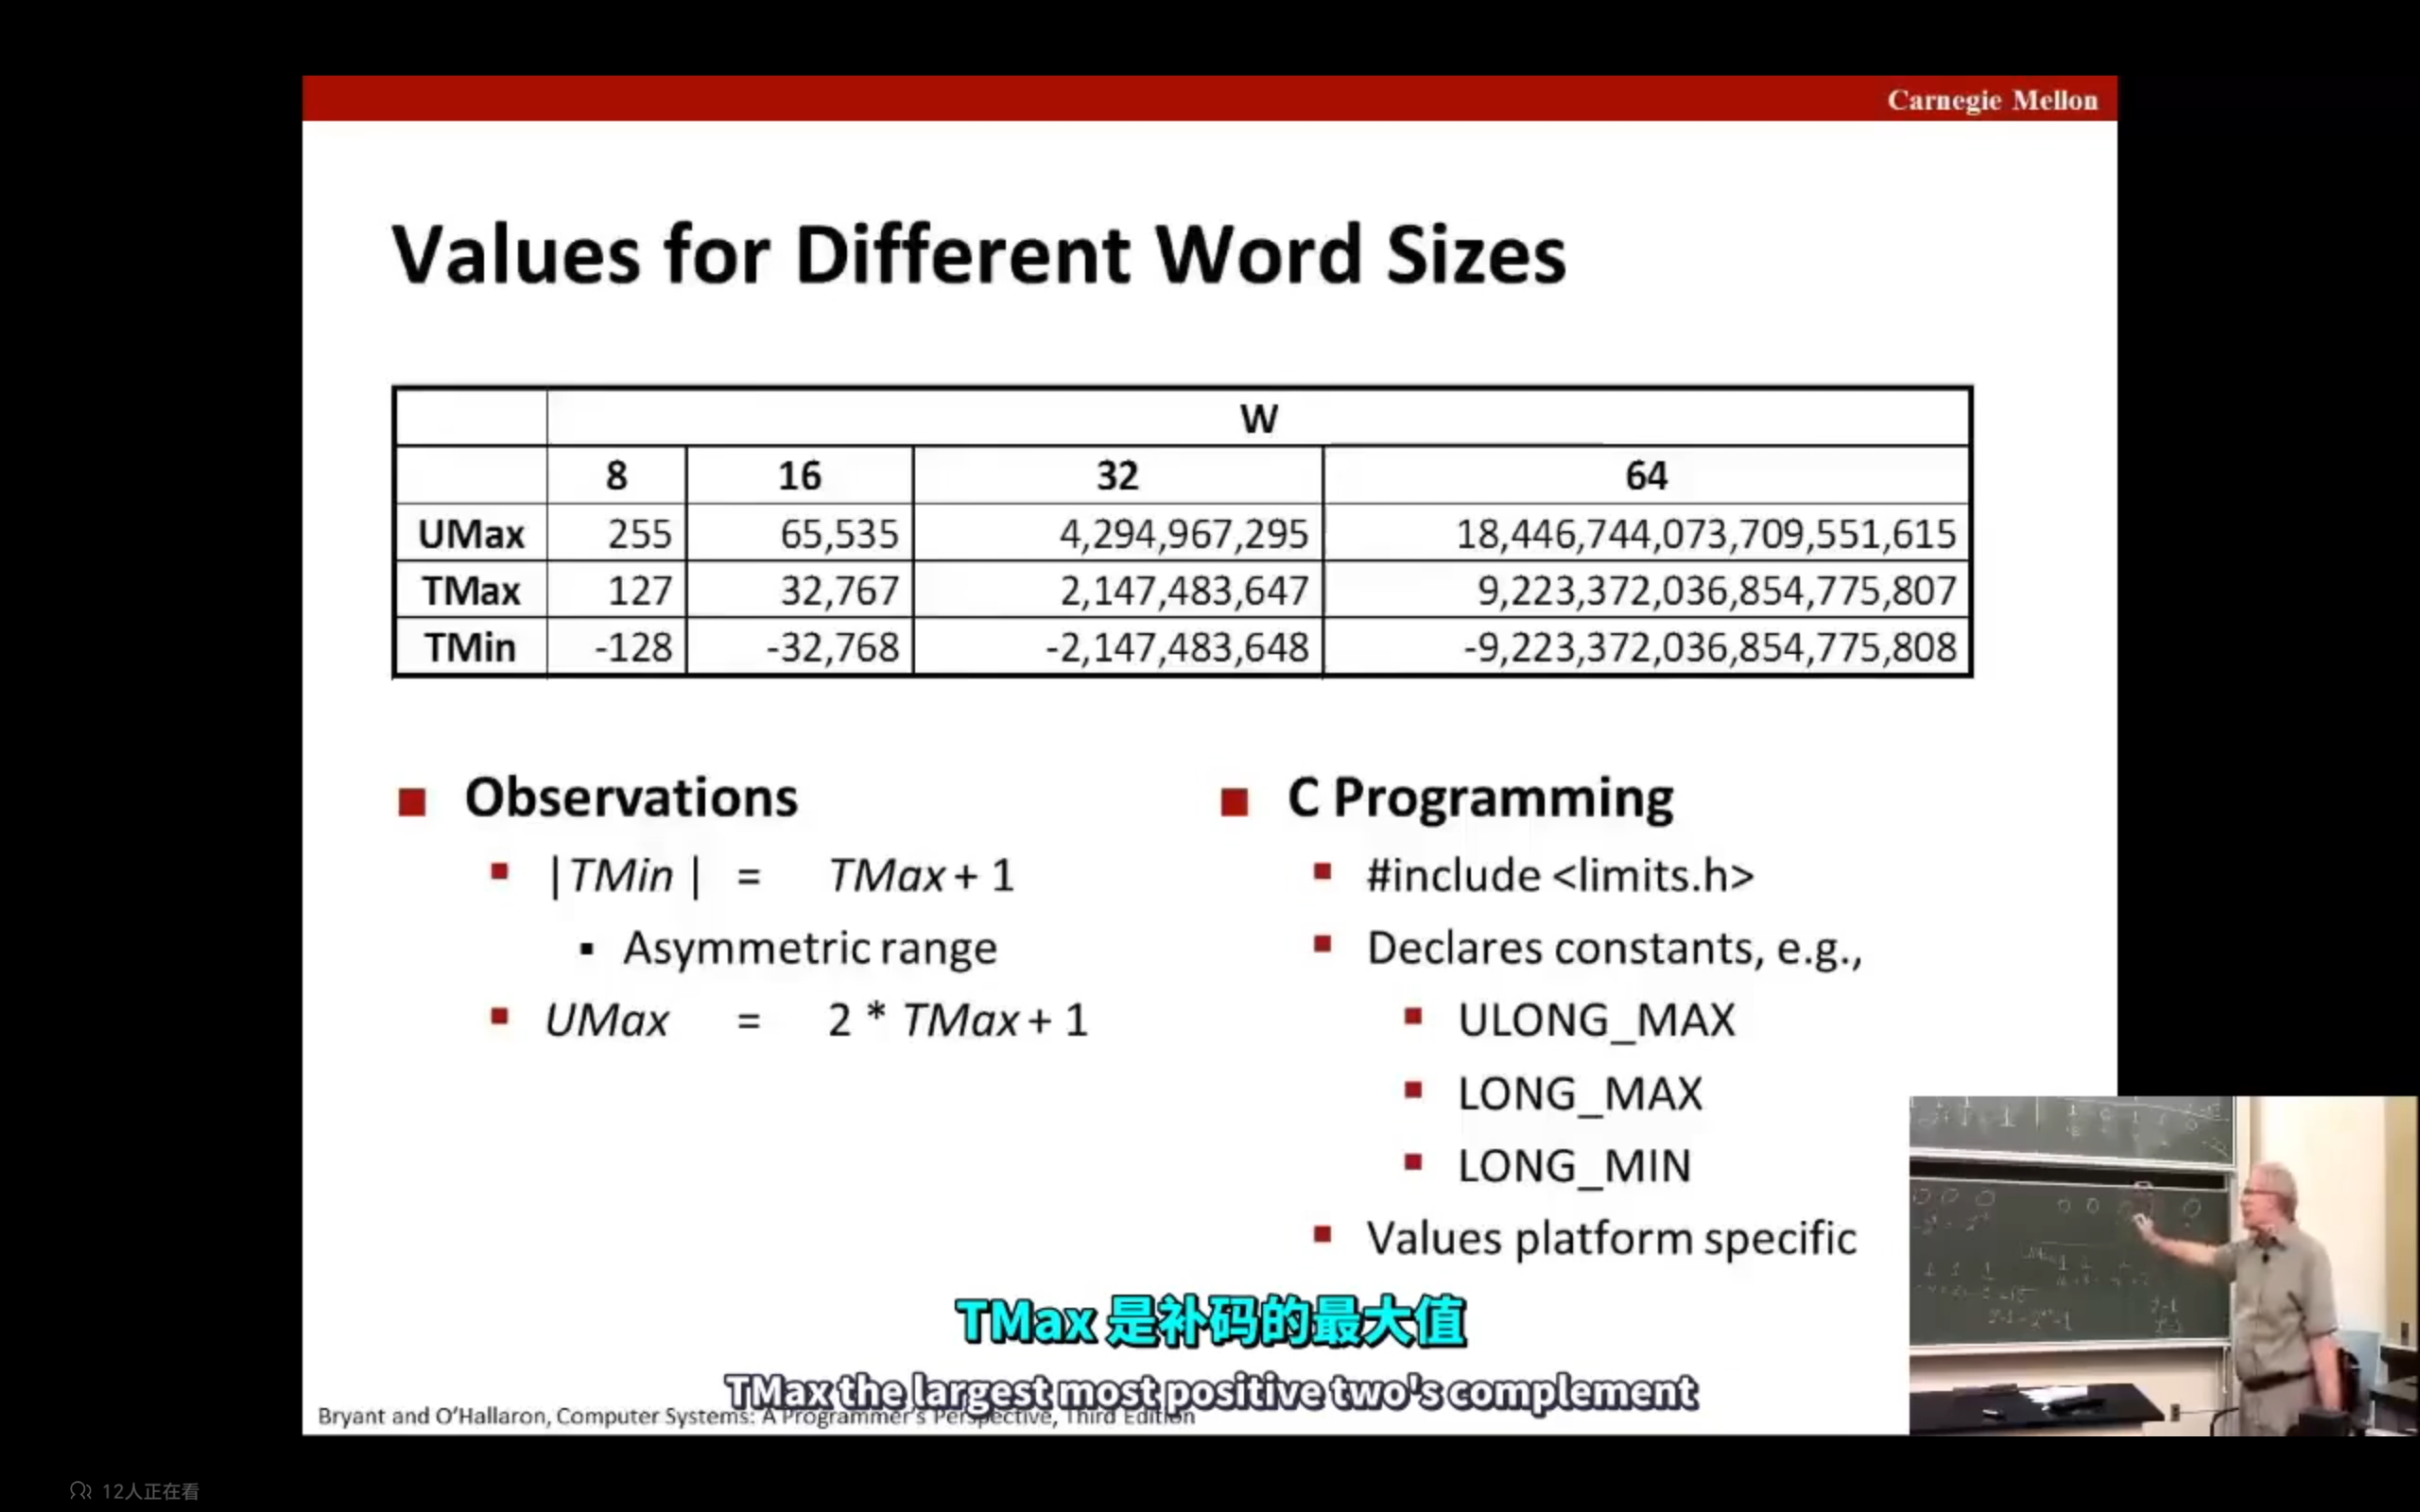 Carnegie Mellon
Values for Different Word Sizes
W
8 16 32 64
UMax 255 65,535 4,294,967,295 18,446,744,073,709,551,615
TMax 127 32,767 2,147,483,647 9,223,372,036,854,775,807
TMin -128 -32,768 -2,147,483,648 -9,223,372,036,854,775,808
Observations
|TMin | = TMax + 1
Asymmetric range
UMax = 2 * TMax + 1
C Programming
#include <limits.h>
Declares constants, e.g.,
ULONG_MAX
LONG_MAX
LONG_MIN
Values platform specific
TMax 是补码的最大值
TMax the largest most positive two's complement
Bryant and O'Hallaron, Computer Systems: A Programmer's Perspective, Third Edition
12人正在看